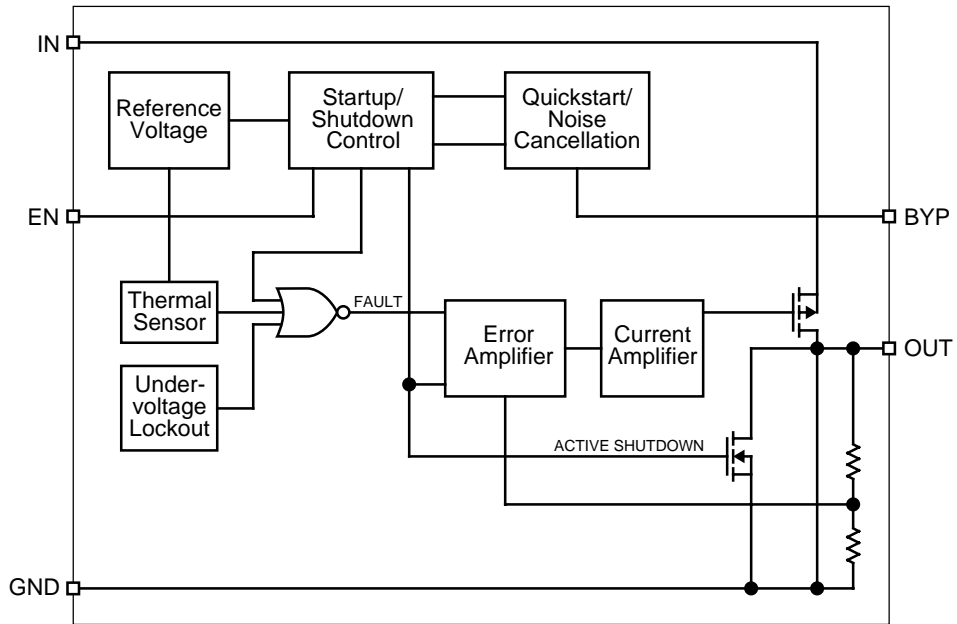 IN
Reference
Voltage
Startup/
Shutdown
Control
Quickstart/
Noise
Cancellation
EN
BYP
Thermal
Sensor
FAULT
Error
Amplifier
Current
Amplifier
OUT
Under-
voltage
Lockout
ACTIVE SHUTDOWN
GND